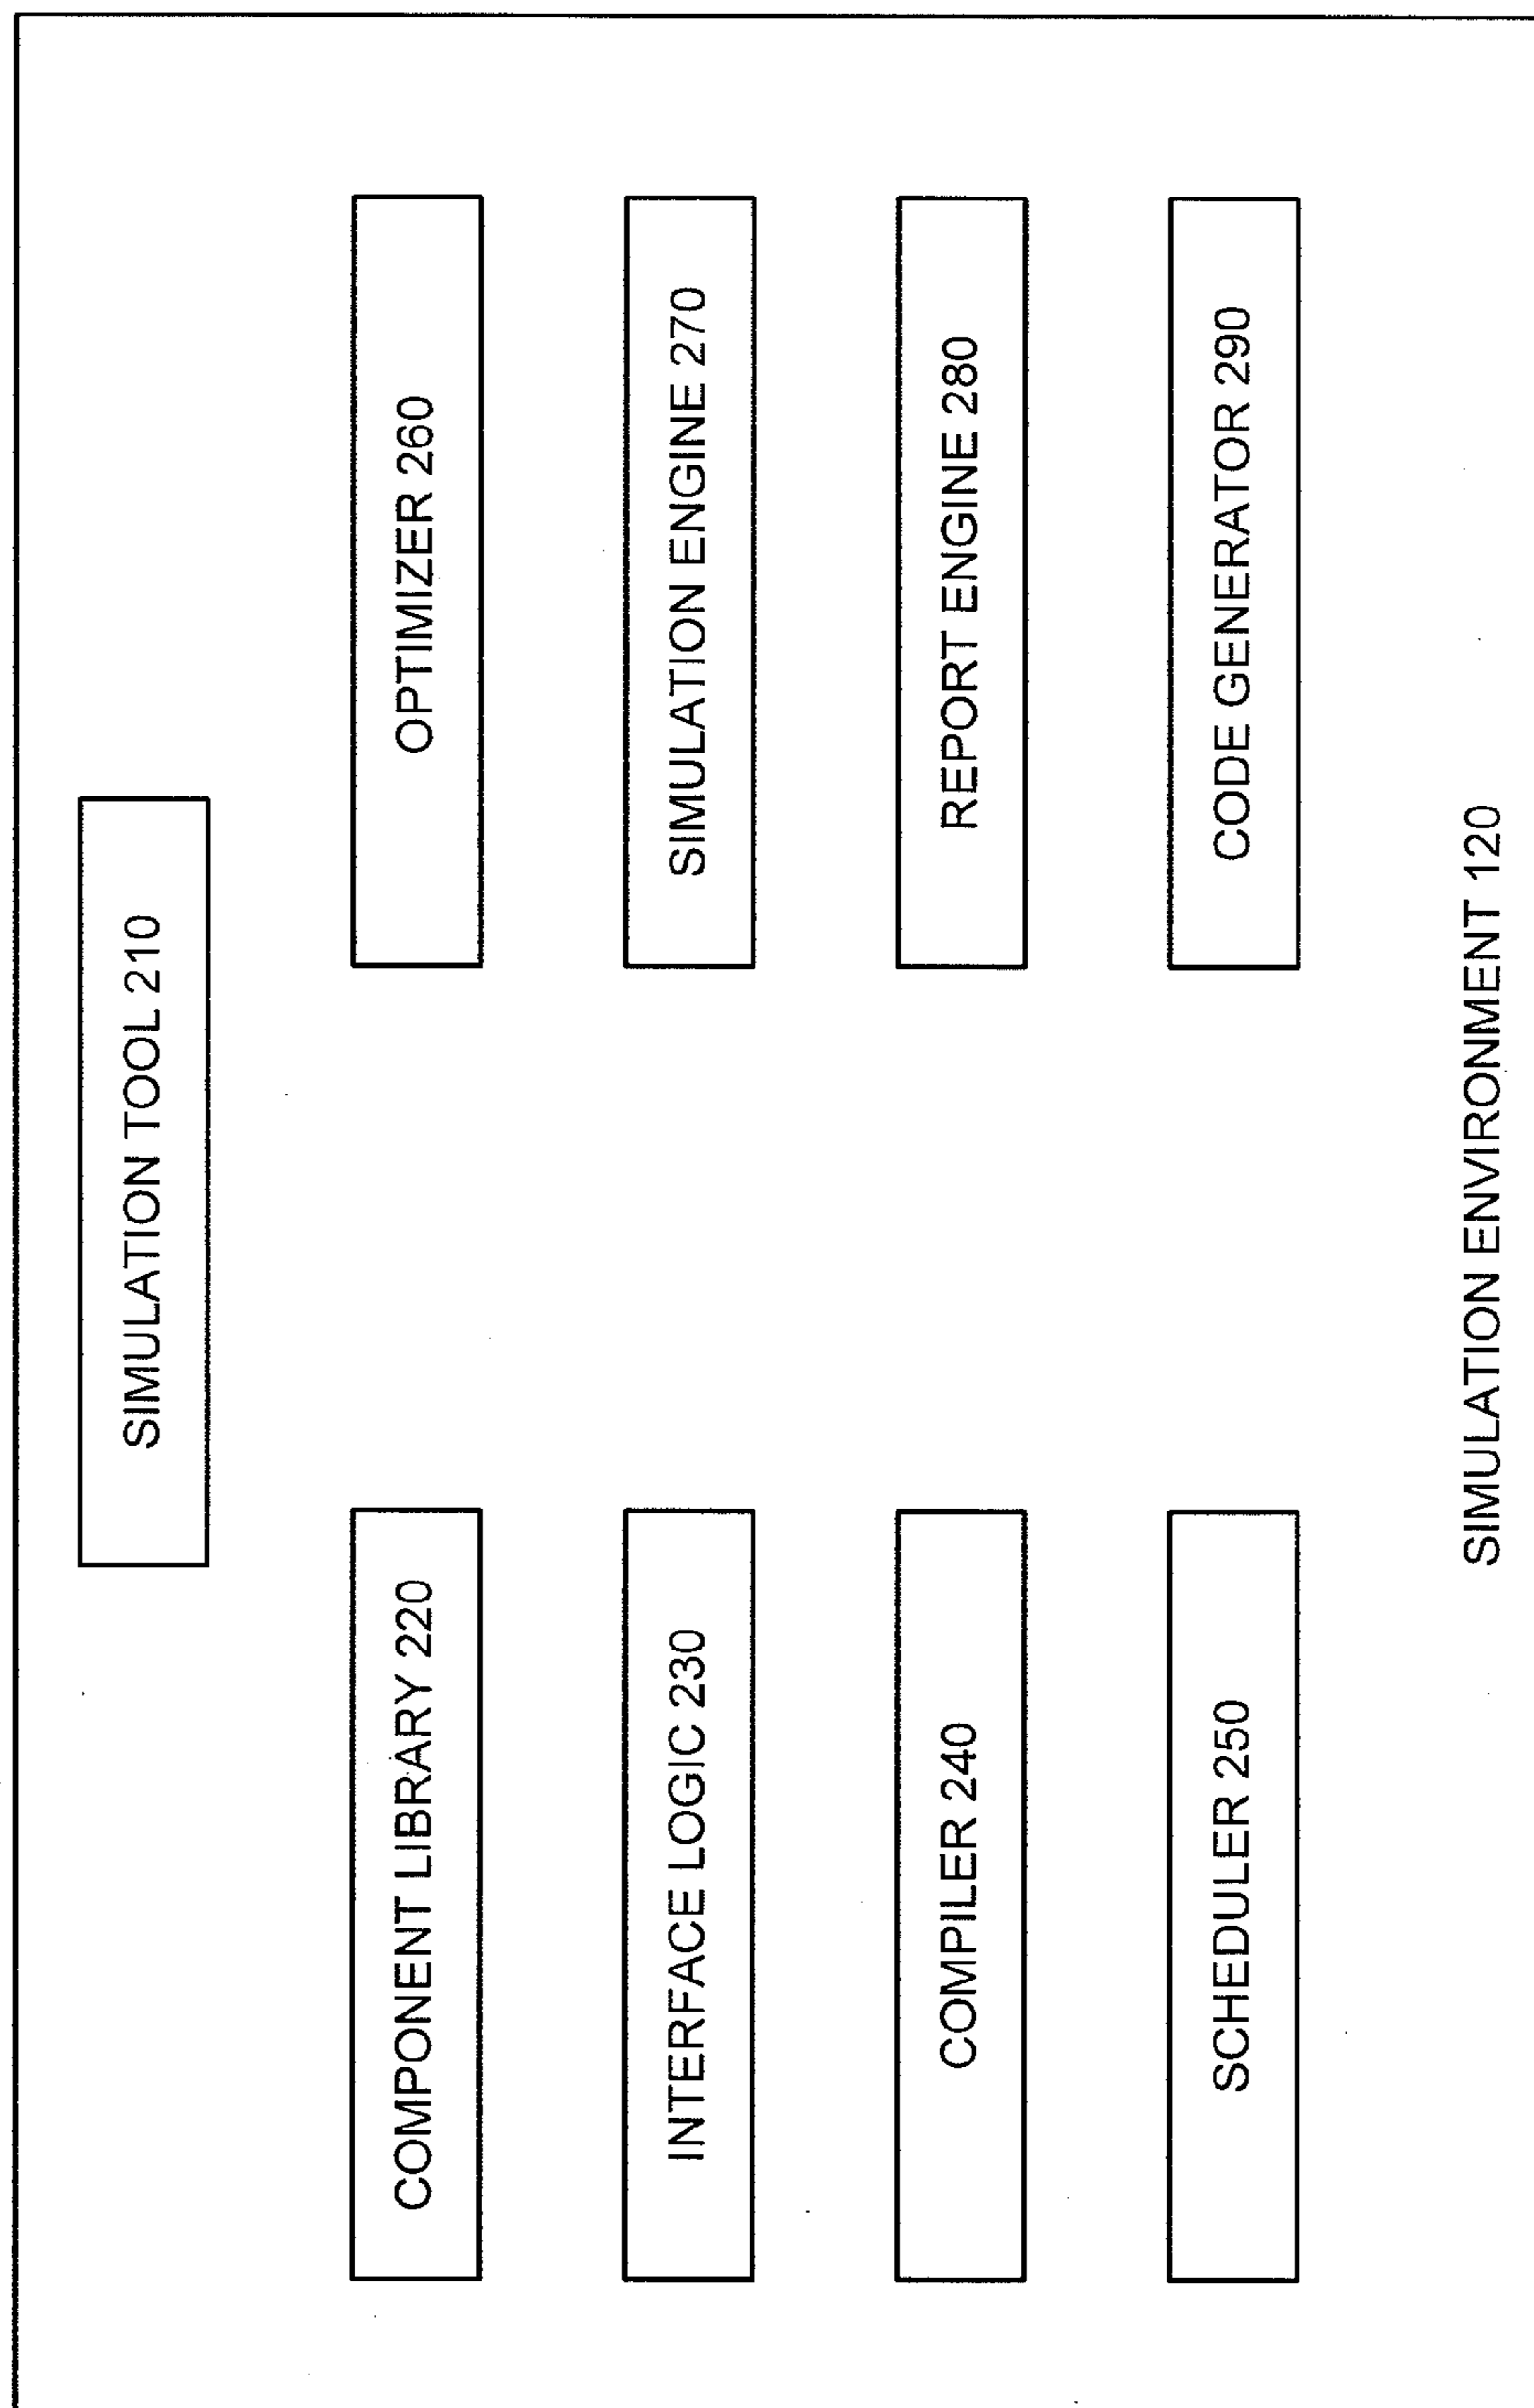 SIMULATION TOOL 210
COMPONENT LIBRARY 220
INTERFACE LOGIC 230
COMPILER 240
SCHEDULER 250
OPTIMIZER 260
SIMULATION ENGINE 270
REPORT ENGINE 280
CODE GENERATOR 290
SIMULATION ENVIRONMENT 120